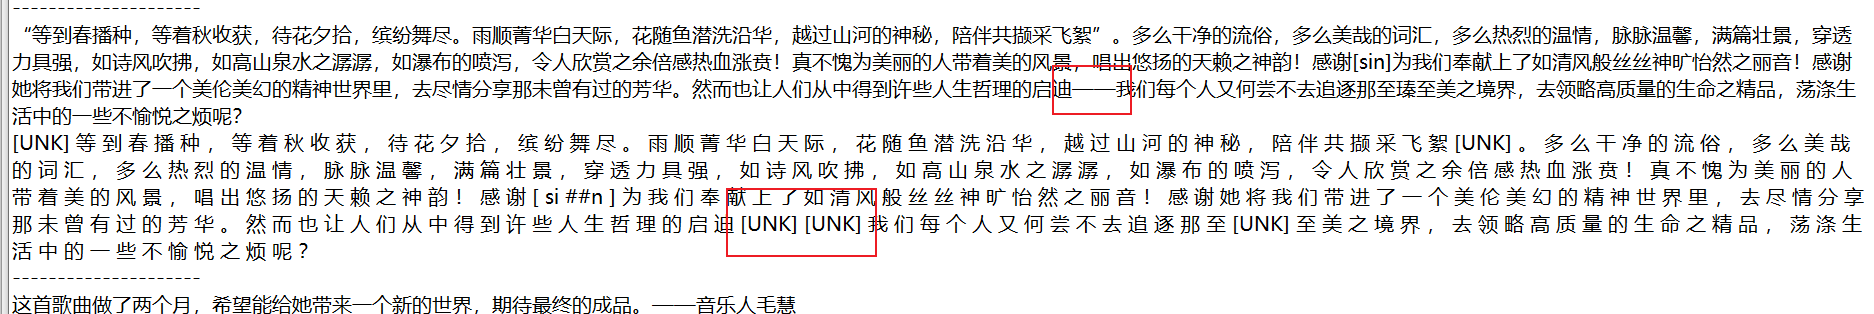 ---------------------
“等到春播种，等着秋收获，待花夕拾，缤纷舞尽。雨顺菁华白天际，花随鱼潜洗沿华，越过山河的神秘，陪伴共撷采飞絮”。多么干净的流俗，多么美哉的词汇，多么热烈的温情，脉脉温馨，满篇壮景，穿透
力具强，如诗风吹拂，如高山泉水之潺潺，如瀑布的喷泻，令人欣赏之余倍感热血涨贲！真不愧为美丽的人带着美的风景，唱出悠扬的天赖之神韵！感谢[sin]为我们奉献上了如清风般丝丝神旷怡然之丽音！感谢
她将我们带进了一个美伦美幻的精神世界里，去尽情分享那未曾有过的芳华。然而也让人们从中得到许些人生哲理的启迪——我们每个人又何尝不去追逐那至瑧至美之境界，去领略高质量的生命之精品，荡涤生
活中的一些不愉悦之烦呢？
[UNK] 等 到 春 播 种 ， 等 着 秋 收 获 ， 待 花 夕 拾 ， 缤 纷 舞 尽 。 雨 顺 菁 华 白 天 际 ， 花 随 鱼 潜 洗 沿 华 ， 越 过 山 河 的 神 秘 ， 陪 伴 共 撷 采 飞 絮 [UNK] 。 多 么 干 净 的 流 俗 ， 多 么 美 哉
的 词 汇 ， 多 么 热 烈 的 温 情 ， 脉 脉 温 馨 ， 满 篇 壮 景 ， 穿 透 力 具 强 ， 如 诗 风 吹 拂 ， 如 高 山 泉 水 之 潺 潺 ， 如 瀑 布 的 喷 泻 ， 令 人 欣 赏 之 余 倍 感 热 血 涨 贲 ！ 真 不 愧 为 美 丽 的 人
带 着 美 的 风 景 ， 唱 出 悠 扬 的 天 赖 之 神 韵 ！ 感 谢 [ si ##n ] 为 我 们 奉 献 上 了 如 清 风 般 丝 丝 神 旷 怡 然 之 丽 音 ！ 感 谢 她 将 我 们 带 进 了 一 个 美 伦 美 幻 的 精 神 世 界 里 ， 去 尽 情 分 享
那 未 曾 有 过 的 芳 华 。 然 而 也 让 人 们 从 中 得 到 许 些 人 生 哲 理 的 启 迪 [UNK] [UNK] 我 们 每 个 人 又 何 尝 不 去 追 逐 那 至 [UNK] 至 美 之 境 界 ， 去 领 略 高 质 量 的 生 命 之 精 品 ， 荡 涤 生
活 中 的 一 些 不 愉 悦 之 烦 呢 ？
---------------------
这首歌曲做了两个月，希望能给她带来一个新的世界，期待最终的成品。——音乐人毛慧